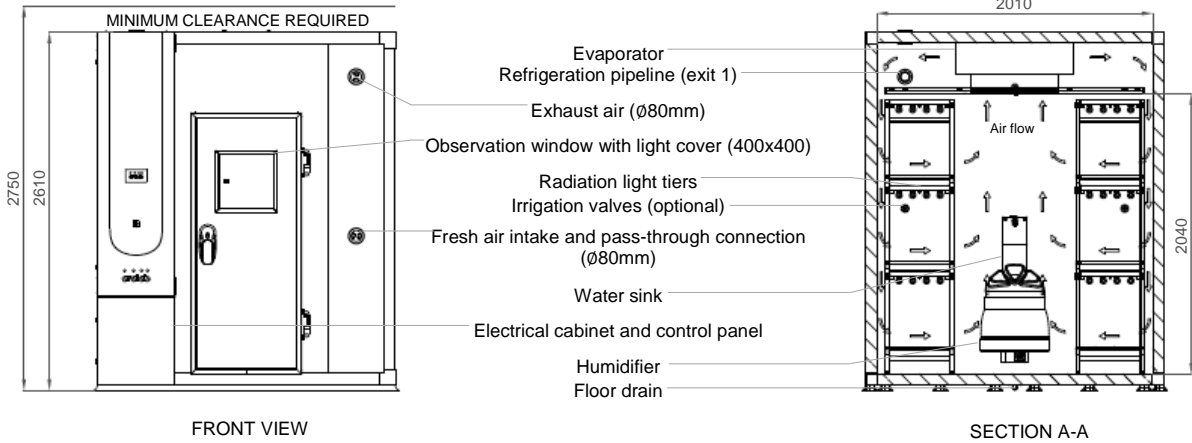 2010
MINIMUM CLEARANCE REQUIRED
Evaporator
Refrigeration pipeline (exit 1)
Exhaust air (Ø80mm)
Observation window with light cover (400x400)
Air flow
Radiation light tiers
Irrigation valves (optional)
Fresh air intake and pass-through connection
(Ø80mm)
Water sink
Electrical cabinet and control panel
Humidifier
Floor drain
2750
2610
2040
FRONT VIEW
SECTION A-A